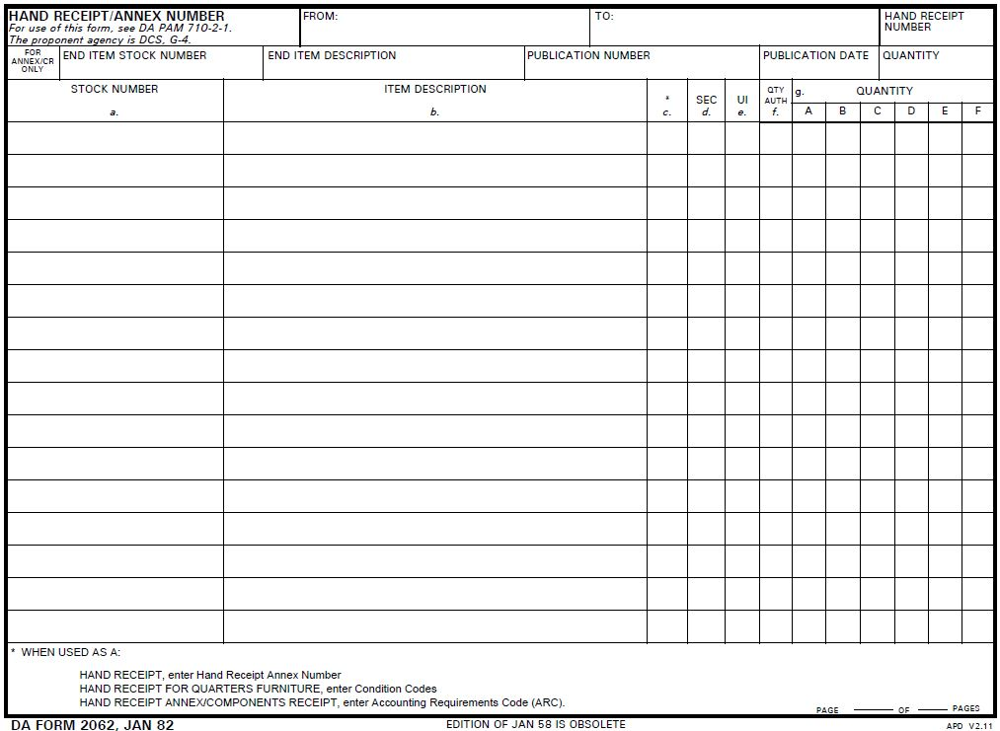 HAND RECEIPT/ANNEX NUMBER
For use of this form, see DA PAM 710-2-1.
The proponent agency is DCS, G-4.
FROM:
TO:
HAND RECEIPT
NUMBER
FOR
ANNEX/CR
ONLY
END ITEM STOCK NUMBER
END ITEM DESCRIPTION
PUBLICATION NUMBER
PUBLICATION DATE
QUANTITY
STOCK NUMBER
a.
ITEM DESCRIPTION
b.
*
c.
SEC
d.
UI
e.
QTY
AUTH
f.
g. QUANTITY
A B C D E F
* WHEN USED AS A:
HAND RECEIPT, enter Hand Receipt Annex Number
HAND RECEIPT FOR QUARTERS FURNITURE, enter Condition Codes
HAND RECEIPT ANNEX/COMPONENTS RECEIPT, enter Accounting Requirements Code (ARC).
PAGE OF PAGES
DA FORM 2062, JAN 82
EDITION OF JAN 58 IS OBSOLETE
APD V2.11